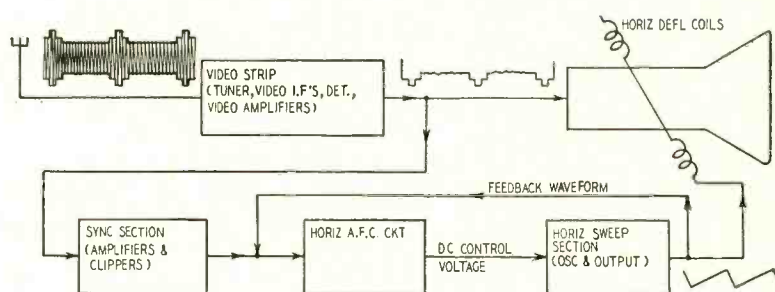 HORIZ DEFL COILS
VIDEO STRIP
(TUNER, VIDEO I.F'S, DET.,
VIDEO AMPLIFIERS)
FEEDBACK WAVEFORM
SYNC SECTION
(AMPLIFIERS &
CLIPPERS)
HORIZ A.F.C. CKT
DC CONTROL
VOLTAGE
HORIZ SWEEP
SECTION
(OSC & OUTPUT)